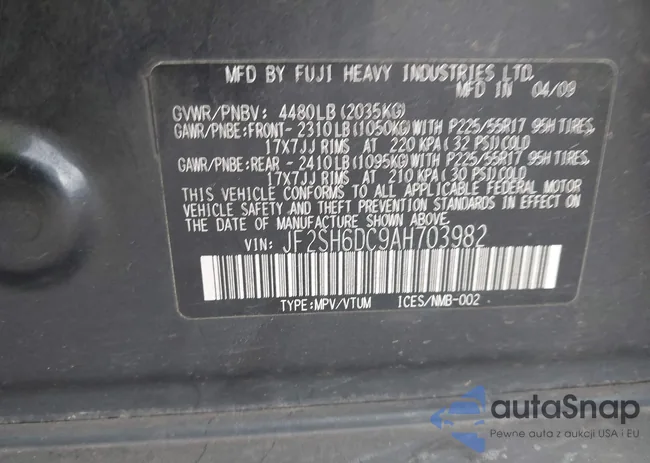 MFD BY FUJI HEAVY INDUSTRIES LTD.
MFD IN 04/09
GVWR/PNBV: 4480LB(2035KG)
GAWR/PNBE:FRONT-2310LB(1050KG)WITH P225/55R17 95H TIRES,
17X7JJ RIMS AT 220 KPA( 32 PSI)COLD
GAWR/PNBE:REAR -2410LB(1095KG)WITH P225/55R17 95H TIRES,
17X7JJ RIMS AT 210 KPA( 30 PSI)COLD
THIS VEHICLE CONFORMS TO ALL APPLICABLE FEDERAL MOTOR
VEHICLE SAFETY AND THEFT PREVENTION STANDARDS IN EFFECT ON
THE DATE OF MANUFACTURE SHOWN ABOVE.
VIN: JF2SH6DC9AH703982
TYPE:MPV/VTUM ICES/NMB-002
autaSnap
Pewne auta z aukcji USA i EU